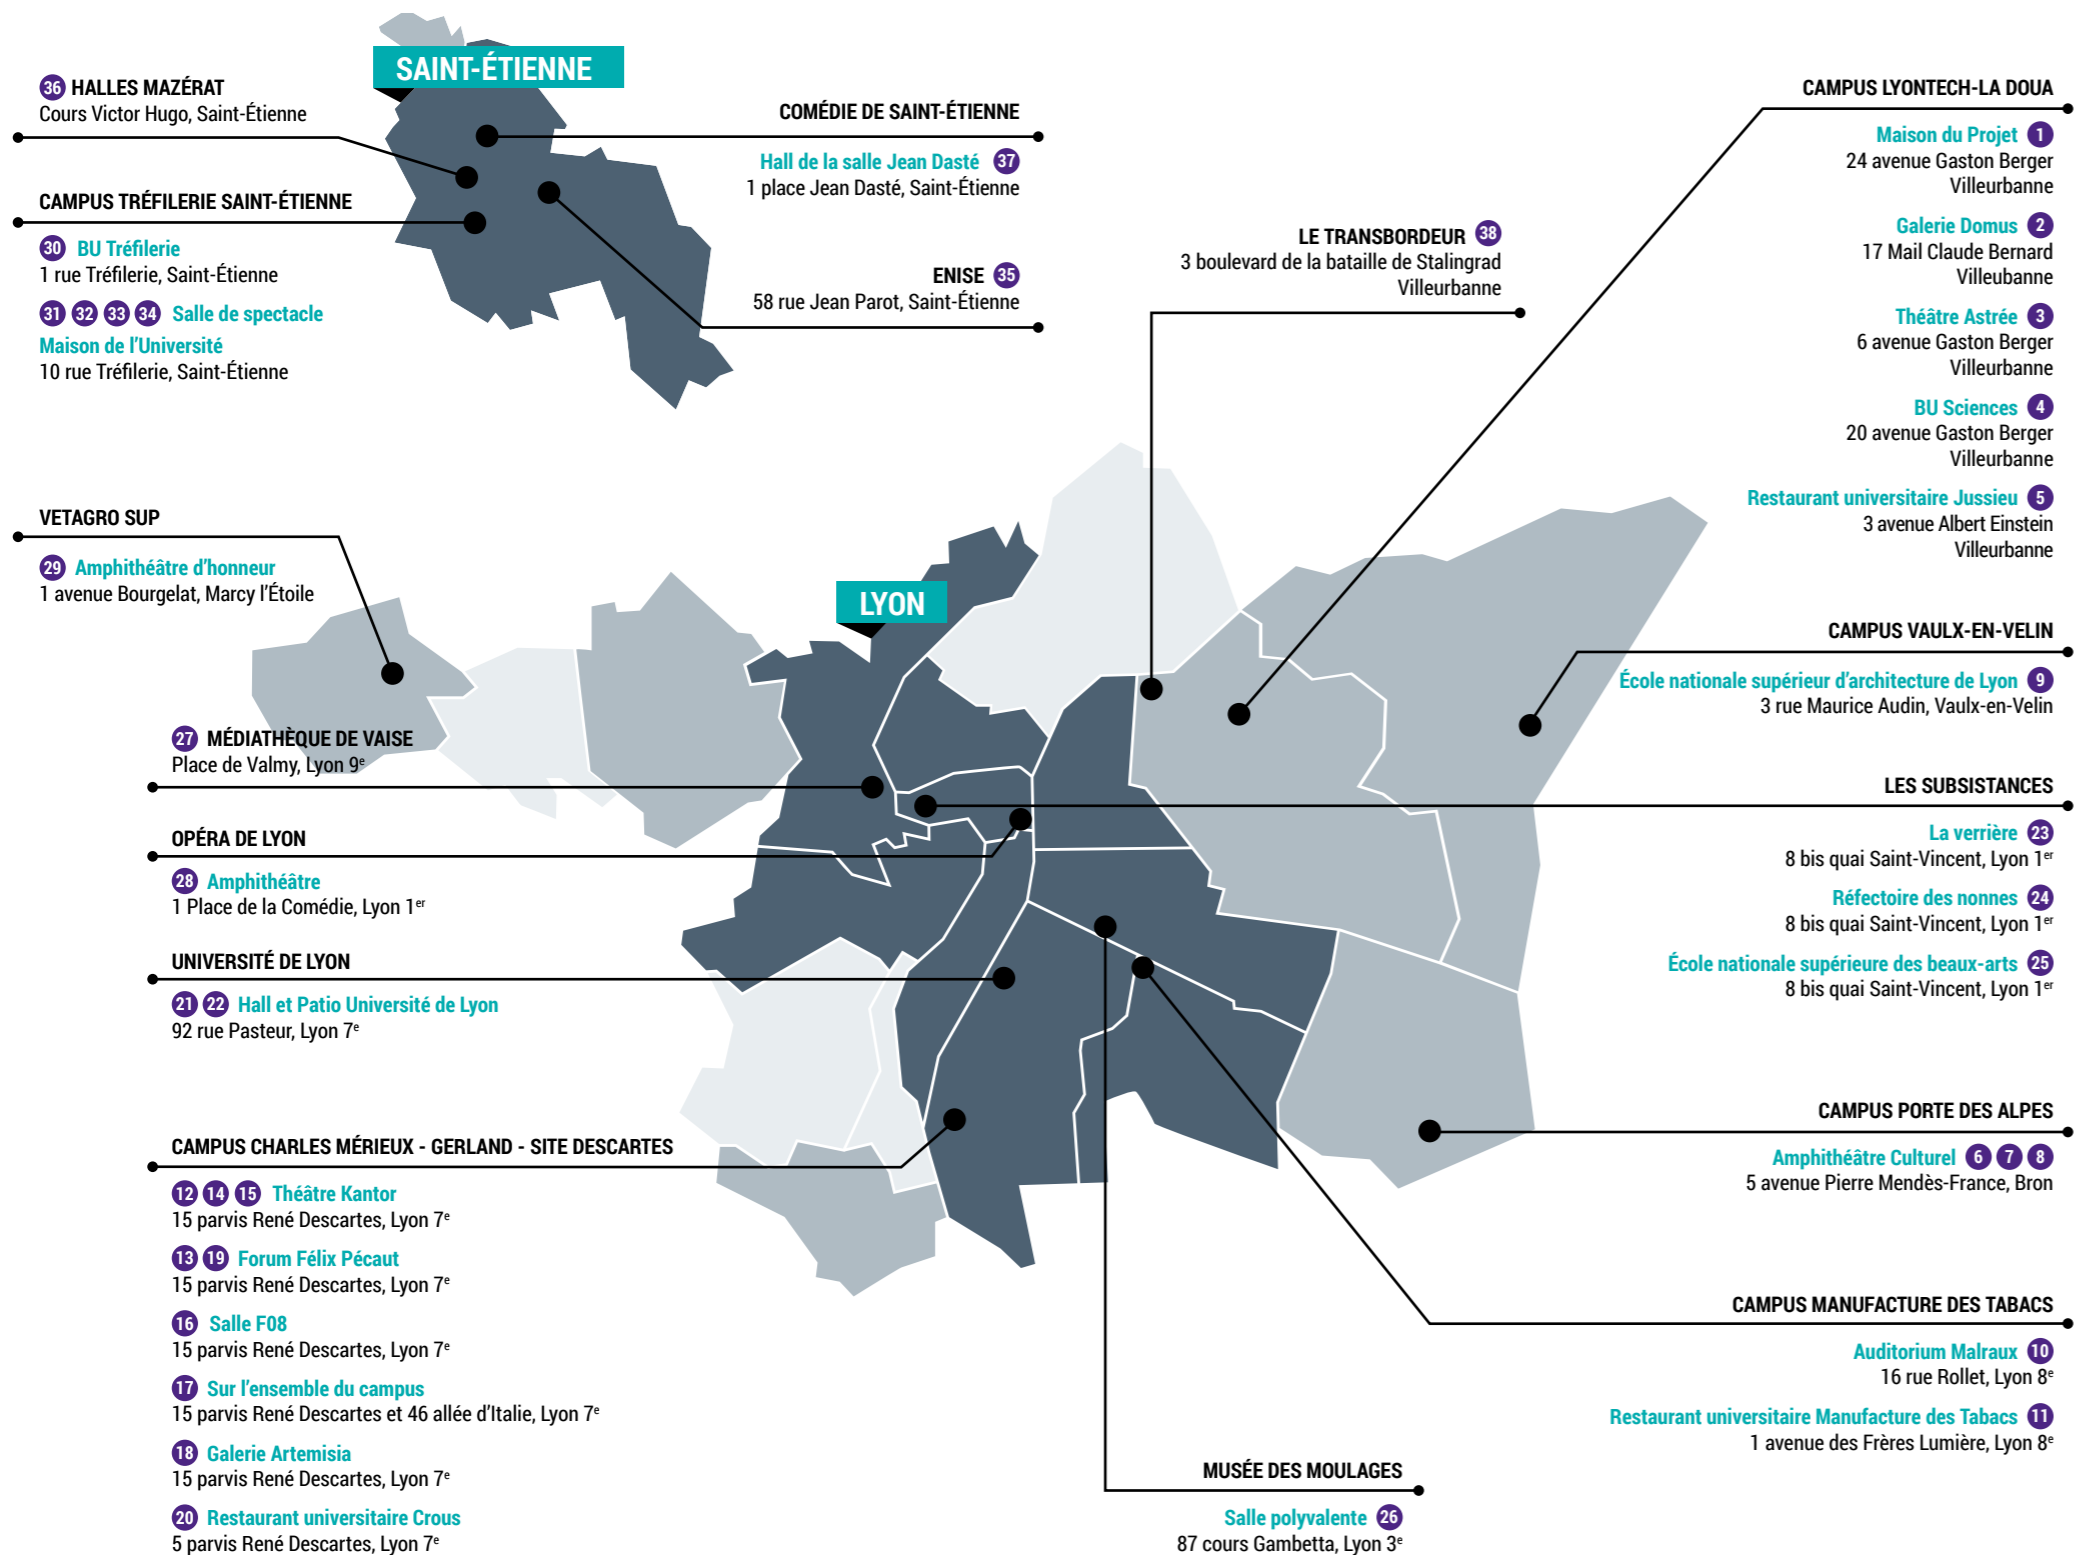 SAINT-ÉTIENNE
36 HALLES MAZÉRAT
Cours Victor Hugo, Saint-Étienne
CAMPUS TRÉFILERIE SAINT-ÉTIENNE
30 BU Tréfilerie
1 rue Tréfilerie, Saint-Étienne
31 32 33 34 Salle de spectacle
Maison de l'Université
10 rue Tréfilerie, Saint-Étienne
COMÉDIE DE SAINT-ÉTIENNE
Hall de la salle Jean Dasté 37
1 place Jean Dasté, Saint-Étienne
ENISE 35
58 rue Jean Parot, Saint-Étienne
LE TRANSBORDEUR 38
3 boulevard de la bataille de Stalingrad
Villeurbanne
CAMPUS LYONTECH-LA DOUA
Maison du Projet 1
24 avenue Gaston Berger
Villeurbanne
Galerie Domus 2
17 Mail Claude Bernard
Villeubanne
Théâtre Astrée 3
6 avenue Gaston Berger
Villeurbanne
BU Sciences 4
20 avenue Gaston Berger
Villeurbanne
Restaurant universitaire Jussieu 5
3 avenue Albert Einstein
Villeurbanne
VETAGRO SUP
29 Amphithéâtre d'honneur
1 avenue Bourgelat, Marcy l'Étoile
LYON
CAMPUS VAULX-EN-VELIN
École nationale supérieur d'architecture de Lyon 9
3 rue Maurice Audin, Vaulx-en-Velin
27 MÉDIATHÈQUE DE VAISE
Place de Valmy, Lyon 9e
LES SUBSISTANCES
La verrière 23
8 bis quai Saint-Vincent, Lyon 1er
Réfectoire des nonnes 24
8 bis quai Saint-Vincent, Lyon 1er
École nationale supérieure des beaux-arts 25
8 bis quai Saint-Vincent, Lyon 1er
OPÉRA DE LYON
28 Amphithéâtre
1 Place de la Comédie, Lyon 1er
UNIVERSITÉ DE LYON
21 22 Hall et Patio Université de Lyon
92 rue Pasteur, Lyon 7e
CAMPUS PORTE DES ALPES
Amphithéâtre Culturel 6 7 8
5 avenue Pierre Mendès-France, Bron
CAMPUS CHARLES MÉRIEUX - GERLAND - SITE DESCARTES
12 14 15 Théâtre Kantor
15 parvis René Descartes, Lyon 7e
13 19 Forum Félix Pécaut
15 parvis René Descartes, Lyon 7e
16 Salle F08
15 parvis René Descartes, Lyon 7e
17 Sur l'ensemble du campus
15 parvis René Descartes et 46 allée d'Italie, Lyon 7e
18 Galerie Artemisia
15 parvis René Descartes, Lyon 7e
20 Restaurant universitaire Crous
5 parvis René Descartes, Lyon 7e
CAMPUS MANUFACTURE DES TABACS
Auditorium Malraux 10
16 rue Rollet, Lyon 8e
Restaurant universitaire Manufacture des Tabacs 11
1 avenue des Frères Lumière, Lyon 8e
MUSÉE DES MOULAGES
Salle polyvalente 26
87 cours Gambetta, Lyon 3e